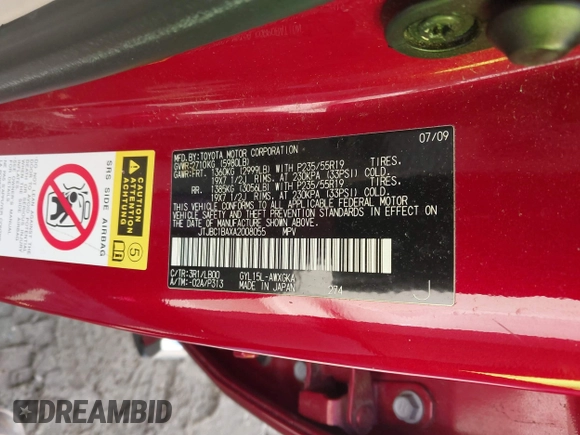 MFD.BY:TOYOTA MOTOR CORPORATION 07/09
GVWR:2710KG (5980LB)
GAWR:FRT. 1360KG (2999LB) WITH P235/55R19 TIRES.
19X7 1/2J RIMS, AT 230KPA (33PSI) COLD.
RR. 1385KG (3056LB) WITH P235/55R19 TIRES.
19X7 1/2J RIMS, AT 230KPA (33PSI) COLD.
THIS VEHICLE CONFORMS TO ALL APPLICABLE FEDERAL MOTOR
VEHICLE SAFETY AND THEFT PREVENTION STANDARDS IN EFFECT ON
THE DATE OF MANUFACTURE SHOWN ABOVE.
JTJBC1BAXA2008055 MPV
C/TR:3R1/LB00 GYL15L-AWXGKA
A/TM:-02A/P313 MADE IN JAPAN 274 J
SRS SIDE AIRBAG
5
DREAMBID